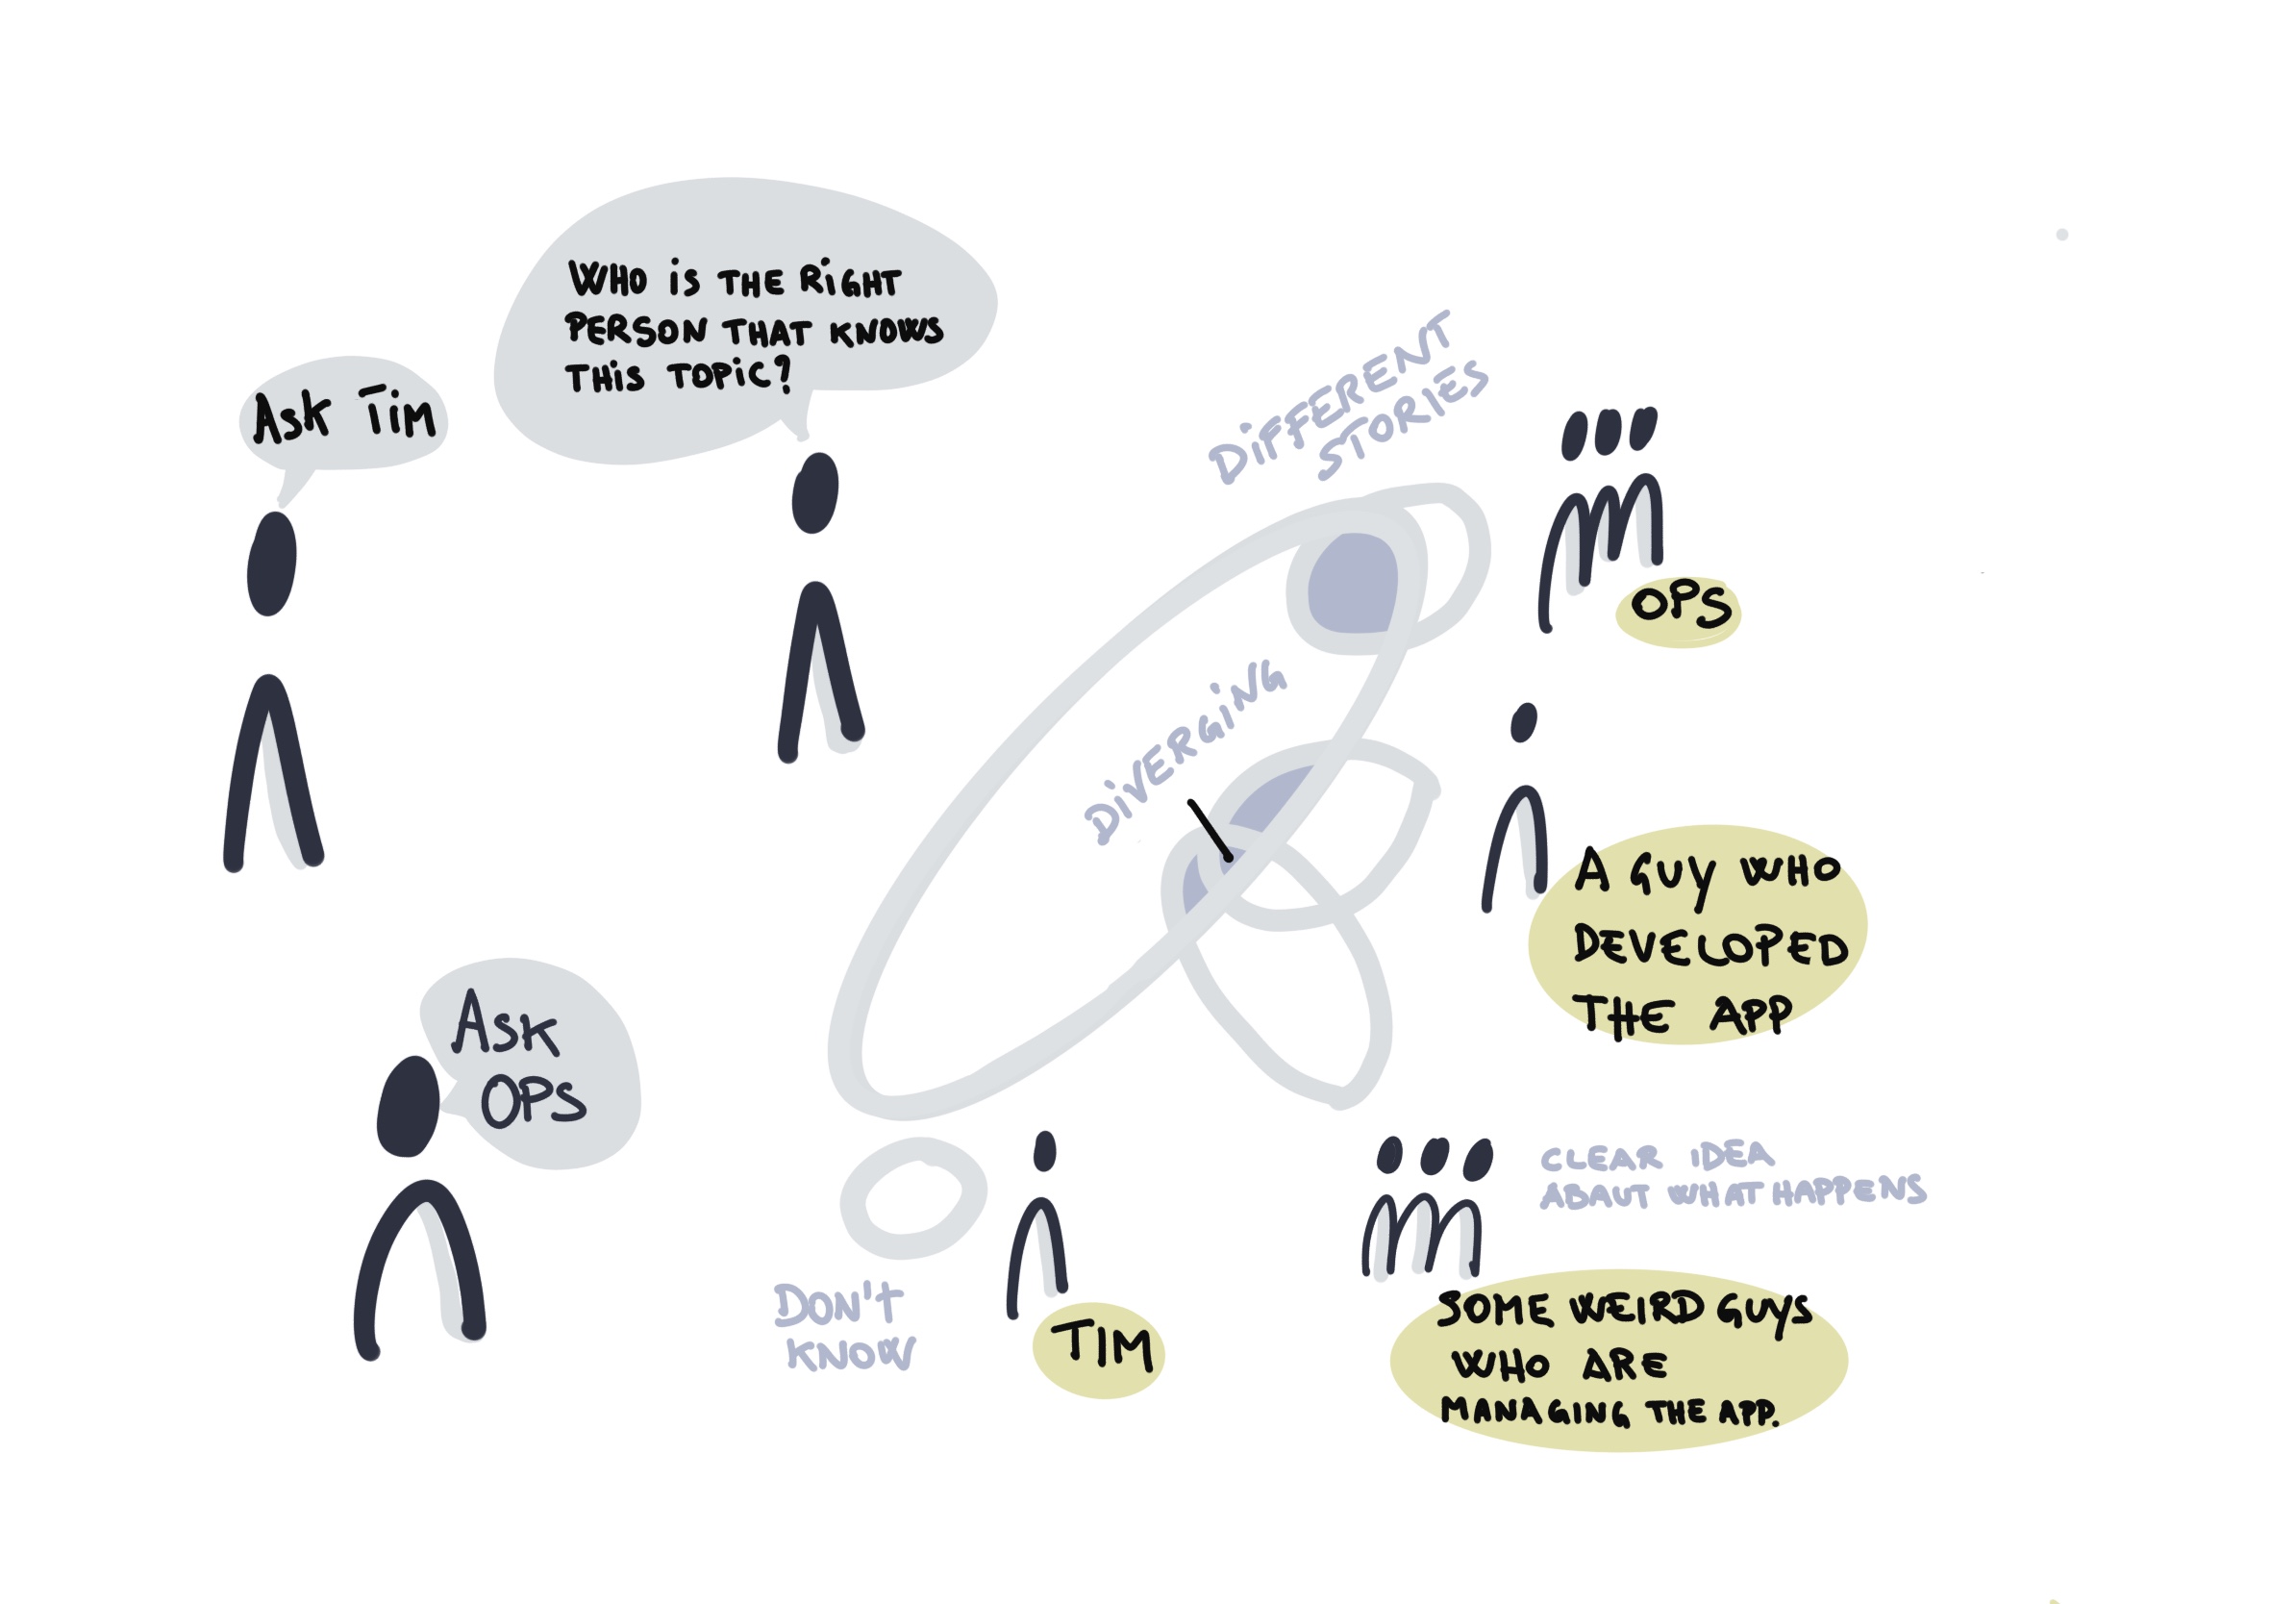 WHO iS THE RiGHT
PERSON THAT KNOWS
THiS TOPiC?
ASK TiM
DiFFERENT
STORIES
OPS
DiVERGiNG
A GUY WHO
DEVELOPED
THE APP
ASK
OPS
CLEAR IDEA
ABAUT WHAT HAPPENS
DON'T
KNOW
TIM
SOME WEIRD GUYS
WHO ARE
MANAGING THE APP.